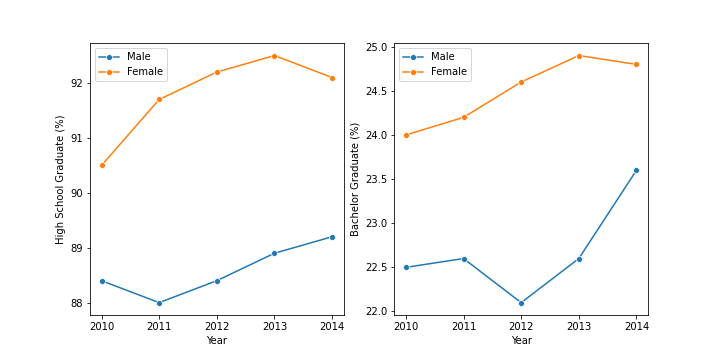 Male
Female
92
91
90
89
88
High School Graduate (%)
2010 2011 2012 2013 2014
Year
Male
Female
25.0
24.5
24.0
23.5
23.0
22.5
22.0
Bachelor Graduate (%)
2010 2011 2012 2013 2014
Year